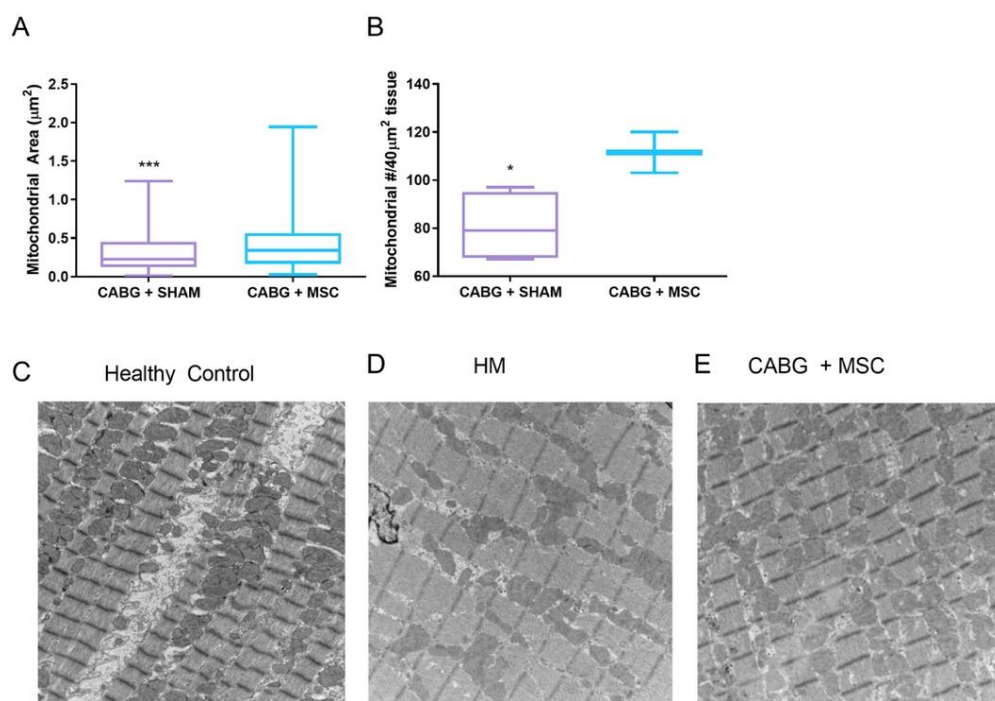 A
Mitochondrial Area (μm²)
2.5
2.0
1.5
1.0
0.5
0.0
***
CABG + SHAM
CABG + MSC
B
Mitochondrial #/40μm² tissue
140
120
100
80
60
*
CABG + SHAM
CABG + MSC
C
Healthy Control
D
HM
E
CABG + MSC